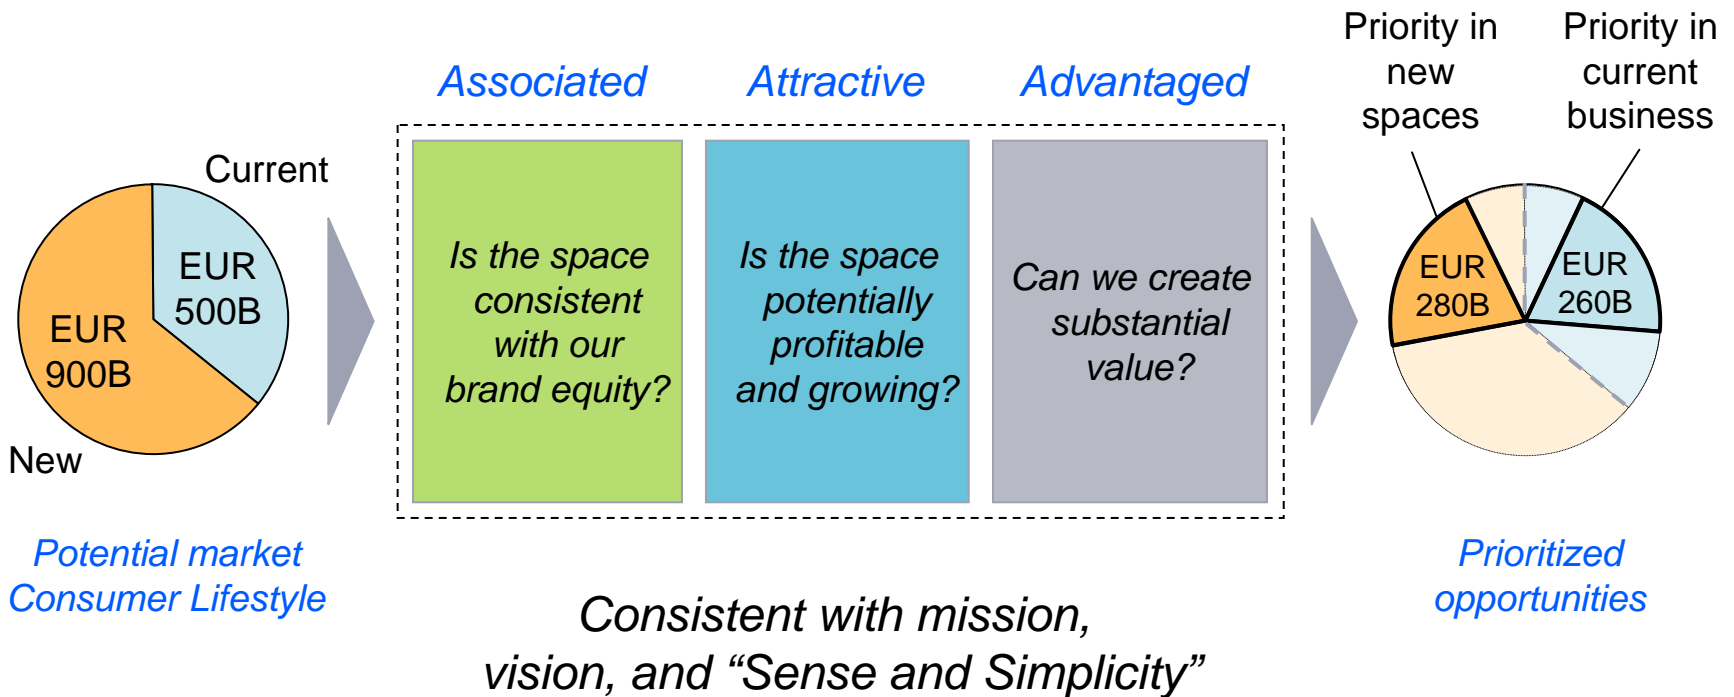 Associated
Attractive
Advantaged
Priority in
new
spaces
Priority in
current
business
Current
EUR
500B
EUR
900B
New
Is the space
consistent
with our
brand equity?
Is the space
potentially
profitable
and growing?
Can we create
substantial
value?
EUR
280B
EUR
260B
Potential market
Consumer Lifestyle
Prioritized
opportunities
Consistent with mission,
vision, and “Sense and Simplicity”